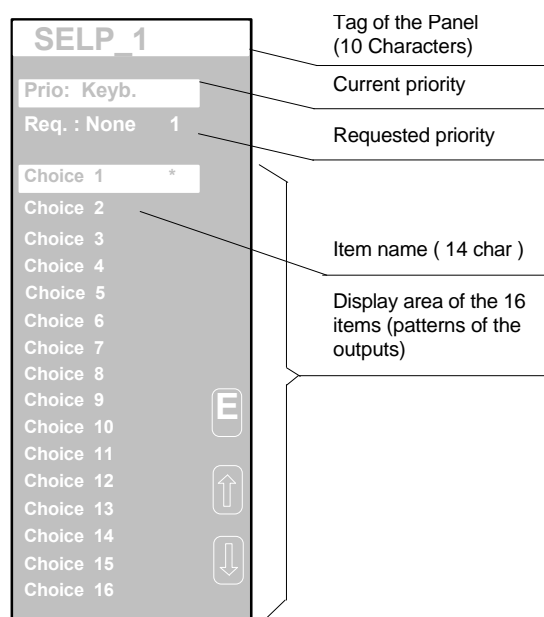 SELP_1
Prio: Keyb.
Req. : None 1
Choice 1 *
Choice 2
Choice 3
Choice 4
Choice 5
Choice 6
Choice 7
Choice 8
Choice 9
Choice 10
Choice 11
Choice 12
Choice 13
Choice 14
Choice 15
Choice 16
E
Tag of the Panel
(10 Characters)
Current priority
Requested priority
Item name ( 14 char )
Display area of the 16
items (patterns of the
outputs)